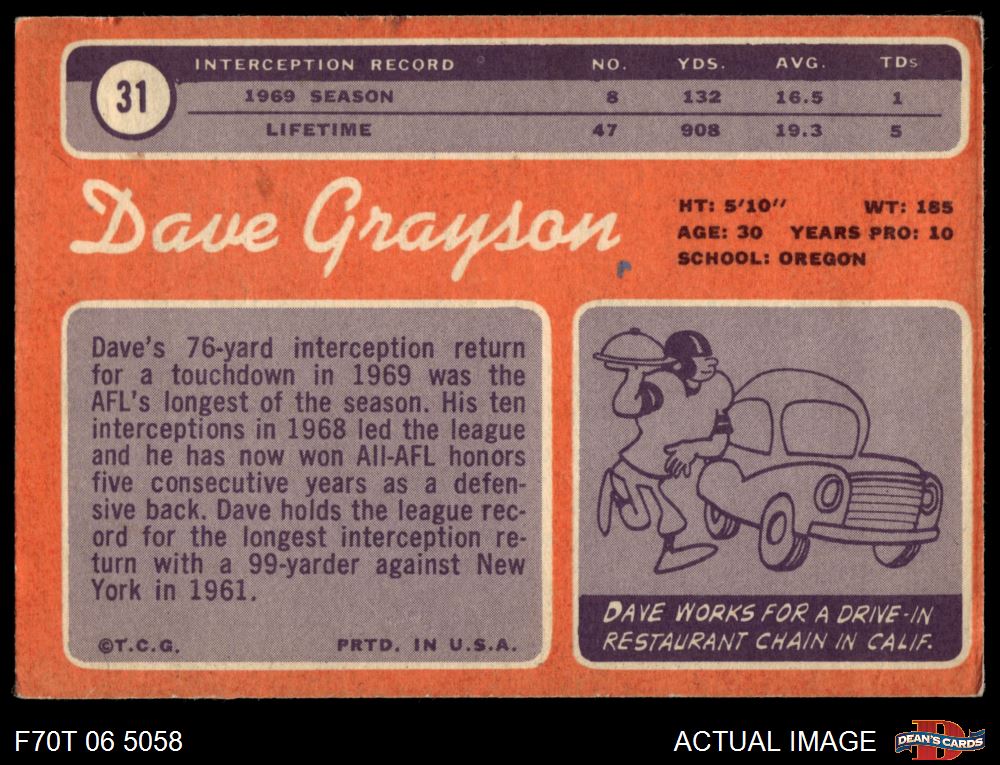 31
INTERCEPTION RECORD NO. YDS. AVG. TDs
1969 SEASON 8 132 16.5 1
LIFETIME 47 908 19.3 5
Dave Grayson
HT: 5'10'' WT: 185
AGE: 30 YEARS PRO: 10
SCHOOL: OREGON
Dave's 76-yard interception return
for a touchdown in 1969 was the
AFL's longest of the season. His ten
interceptions in 1968 led the league
and he has now won All-AFL honors
five consecutive years as a defen-
sive back. Dave holds the league rec-
ord for the longest interception re-
turn with a 99-yarder against New
York in 1961.
©T.C.G. PRTD. IN U.S.A.
DAVE WORKS FOR A DRIVE-IN
RESTAURANT CHAIN IN CALIF.
F70T 06 5058
ACTUAL IMAGE
DEAN'S CARDS